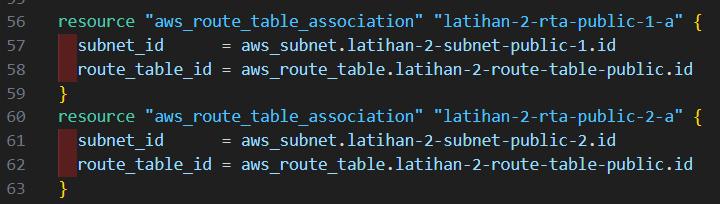 56 resource "aws_route_table_association" "latihan-2-rta-public-1-a" {
57   subnet_id      = aws_subnet.latihan-2-subnet-public-1.id
58   route_table_id = aws_route_table.latihan-2-route-table-public.id
59 }
60 resource "aws_route_table_association" "latihan-2-rta-public-2-a" {
61   subnet_id      = aws_subnet.latihan-2-subnet-public-2.id
62   route_table_id = aws_route_table.latihan-2-route-table-public.id
63 }